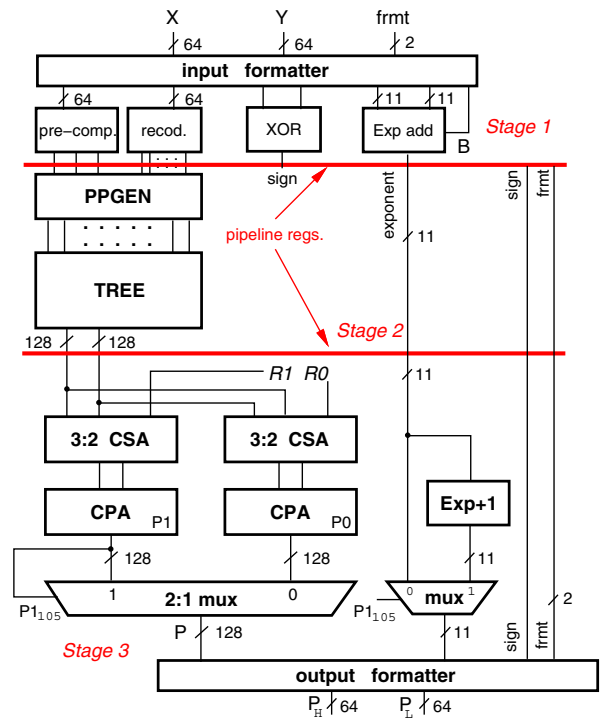 X Y frmt
64 64 2
input formatter
64 64 11 11
pre-comp. recod. XOR Exp add
B
Stage 1
sign
PPGEN
exponent
sign
frmt
pipeline regs.
11
TREE
Stage 2
128 128
R1 R0
11
3:2 CSA 3:2 CSA
CPA P1 CPA P0
Exp+1
128 128 11
1 0 0 1
2:1 mux mux
P1105 P1105
2
P 128 11
sign
frmt
Stage 3
output formatter
PH 64 PL 64